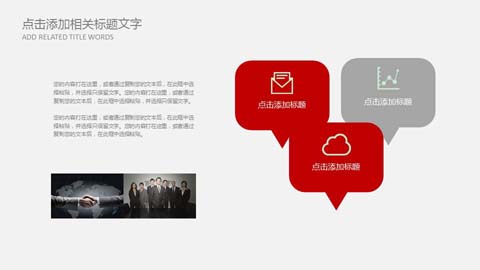 点击添加相关标题文字
ADD RELATED TITLE WORDS
您的内容打在这里，或者通过复制您的文本后，在此框中选
择粘贴，并选择只保留文字。您的内容打在这里，或者通过
复制您的文本后，在此框中选择粘贴，并选择只保留文字。
您的内容打在这里，或者通过复制您的文本后，在此框中选
择粘贴，并选择只保留文字。您的内容打在这里，或者通过
复制您的文本后，在此框中选择粘贴。
点击添加标题
点击添加标题
点击添加标题